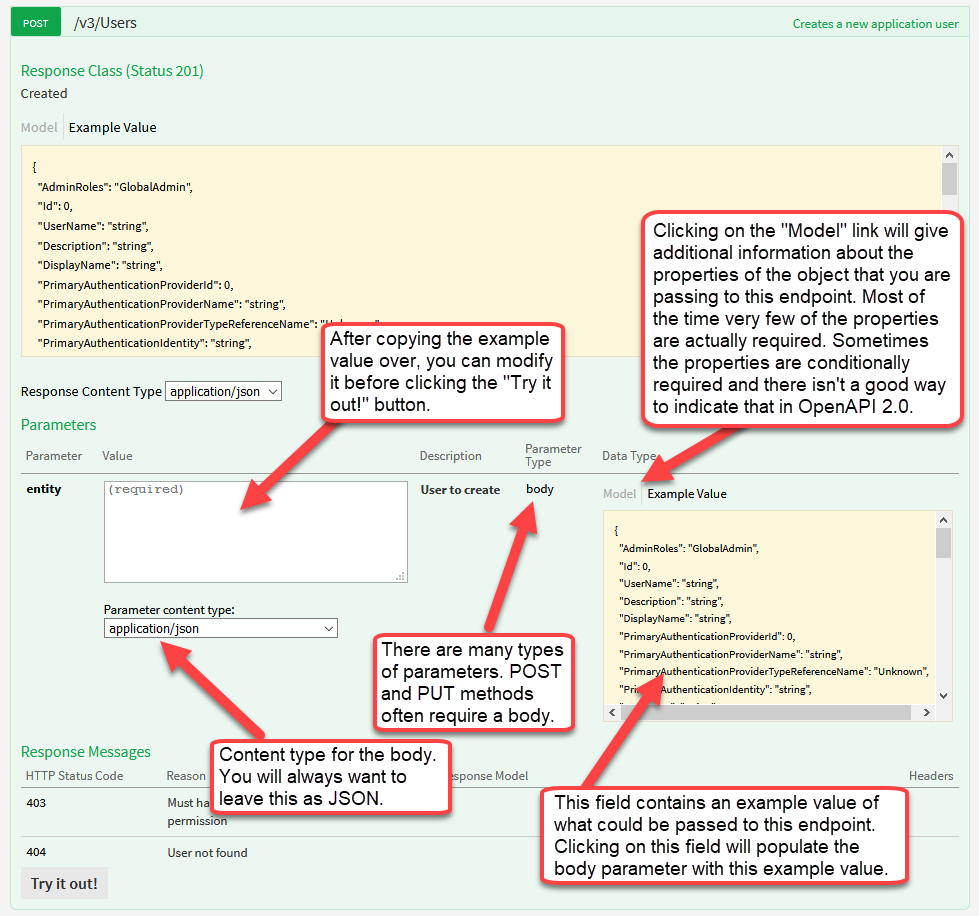 POST /v3/Users Creates a new application user
Response Class (Status 201)
Created
Model Example Value
{
"AdminRoles": "GlobalAdmin",
"Id": 0,
"UserName": "string",
"Description": "string",
"DisplayName": "string",
"PrimaryAuthenticationProviderId": 0,
"PrimaryAuthenticationProviderName": "string",
"PrimaryAuthenticationProviderTypeReferenceName":
"PrimaryAuthenticationIdentity": "string",
Clicking on the "Model" link will give
additional information about the
properties of the object that you are
passing to this endpoint. Most of
the time very few of the properties
are actually required. Sometimes
the properties are conditionally
required and there isn't a good way
to indicate that in OpenAPI 2.0.
After copying the example
value over, you can modify
it before clicking the "Try it
out!" button.
Response Content Type application/json
Parameters
Parameter Value Description Parameter Type Data Type
entity (required) User to create body
Model Example Value
{
"AdminRoles": "GlobalAdmin",
"Id": 0,
"UserName": "string",
"Description": "string",
"DisplayName": "string",
"PrimaryAuthenticationProviderId": 0,
"PrimaryAuthenticationProviderName": "string",
"PrimaryAuthenticationProviderTypeReferenceName": "Unknown",
"PrimaryAuthenticationIdentity": "string",
Parameter content type:
application/json
There are many types
of parameters. POST
and PUT methods
often require a body.
Content type for the body.
You will always want to
leave this as JSON.
This field contains an example value of
what could be passed to this endpoint.
Clicking on this field will populate the
body parameter with this example value.
Response Messages
HTTP Status Code Reason Response Model Headers
403 Must
permission
404 User not found
Try it out!